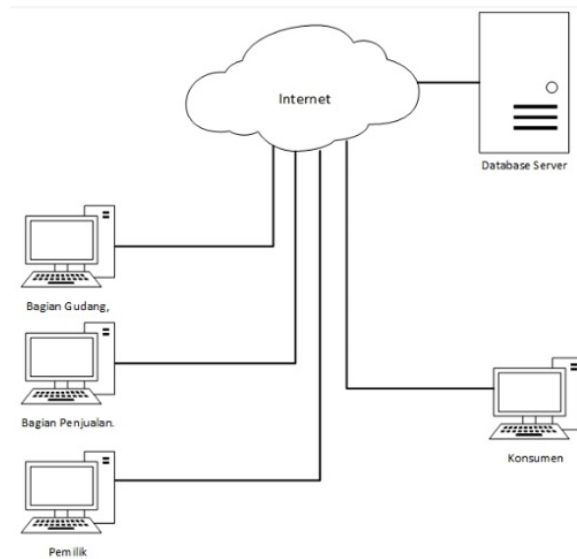 Internet
Database Server
Bagian Gudang,
Bagian Penjualan.
Konsumen
Pemilik